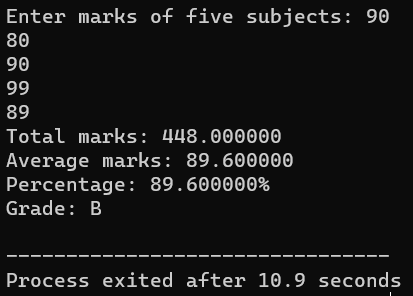 Enter marks of five subjects: 90
80
90
99
89
Total marks: 448.000000
Average marks: 89.600000
Percentage: 89.600000%
Grade: B
--------------------------------
Process exited after 10.9 seconds